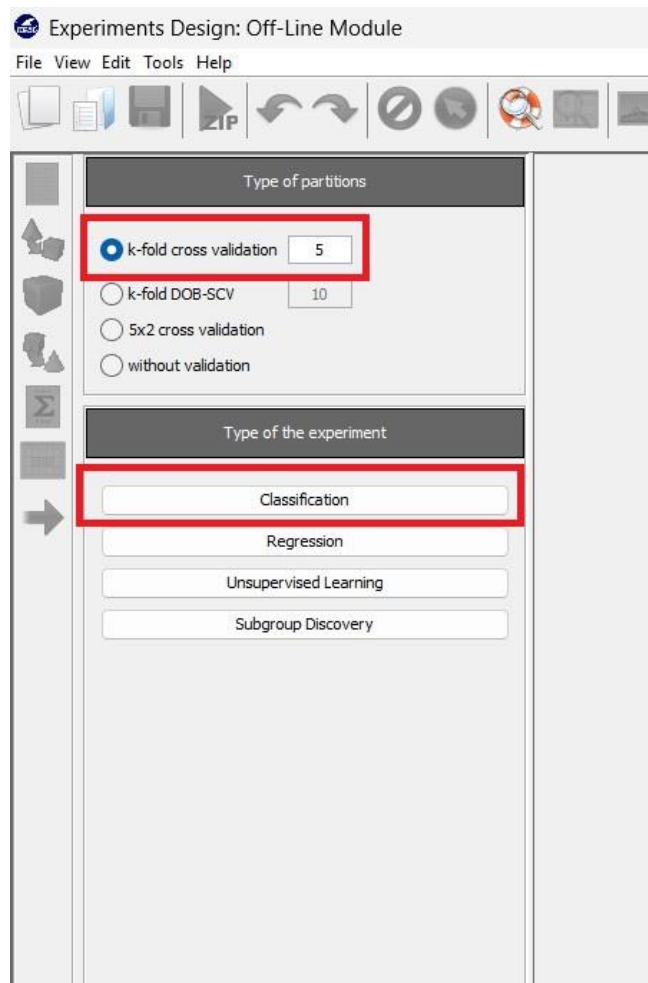 Experiments Design: Off-Line Module
File View Edit Tools Help
ZIP
Type of partitions
k-fold cross validation 5
k-fold DOB-SCV 10
5x2 cross validation
without validation
Type of the experiment
Classification
Regression
Unsupervised Learning
Subgroup Discovery